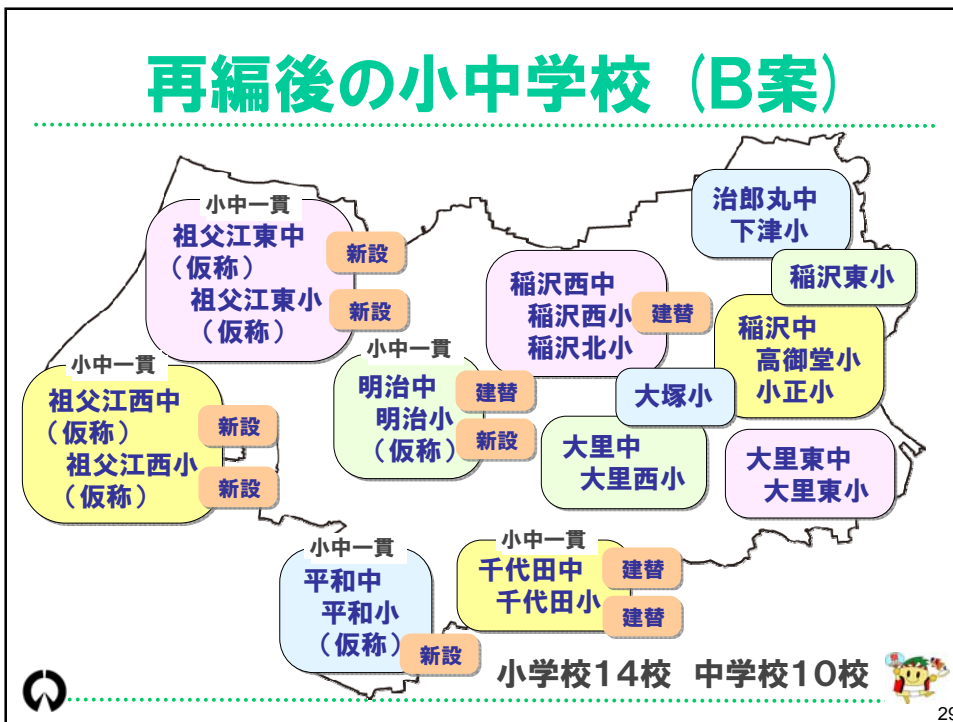 再編後の小中学校（B案）
小中一貫
祖父江東中
（仮称）
新設
祖父江東小
（仮称）
新設
治郎丸中
下津小
稲沢東小
稲沢西中
稲沢西小
稲沢北小
建替
稲沢中
高御堂小
小正小
小中一貫
祖父江西中
（仮称）
新設
祖父江西小
（仮称）
新設
小中一貫
明治中
建替
明治小
（仮称）
新設
大塚小
大里中
大里西小
大里東中
大里東小
小中一貫
平和中
平和小
（仮称）
新設
小中一貫
千代田中
建替
千代田小
建替
小学校14校 中学校10校
29